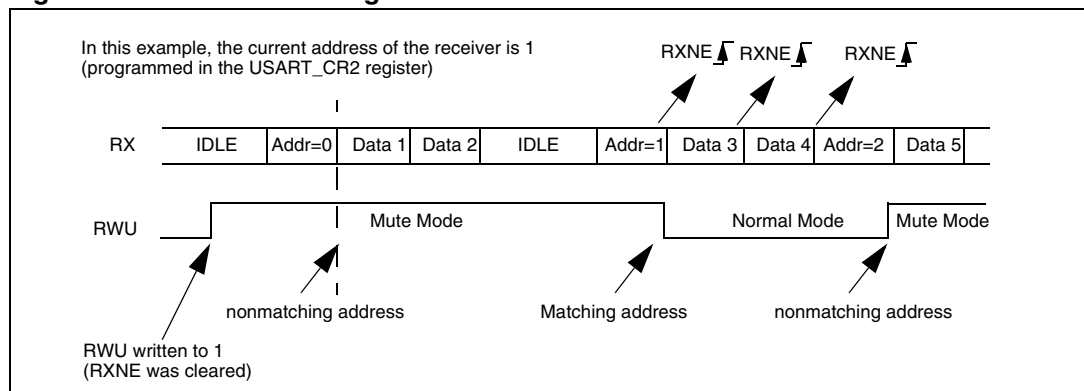 In this example, the current address of the receiver is 1
(programmed in the USART_CR2 register)
RXNE RXNE RXNE
RX IDLE Addr=0 Data 1 Data 2 IDLE Addr=1 Data 3 Data 4 Addr=2 Data 5
RWU Mute Mode Normal Mode Mute Mode
nonmatching address Matching address nonmatching address
RWU written to 1
(RXNE was cleared)